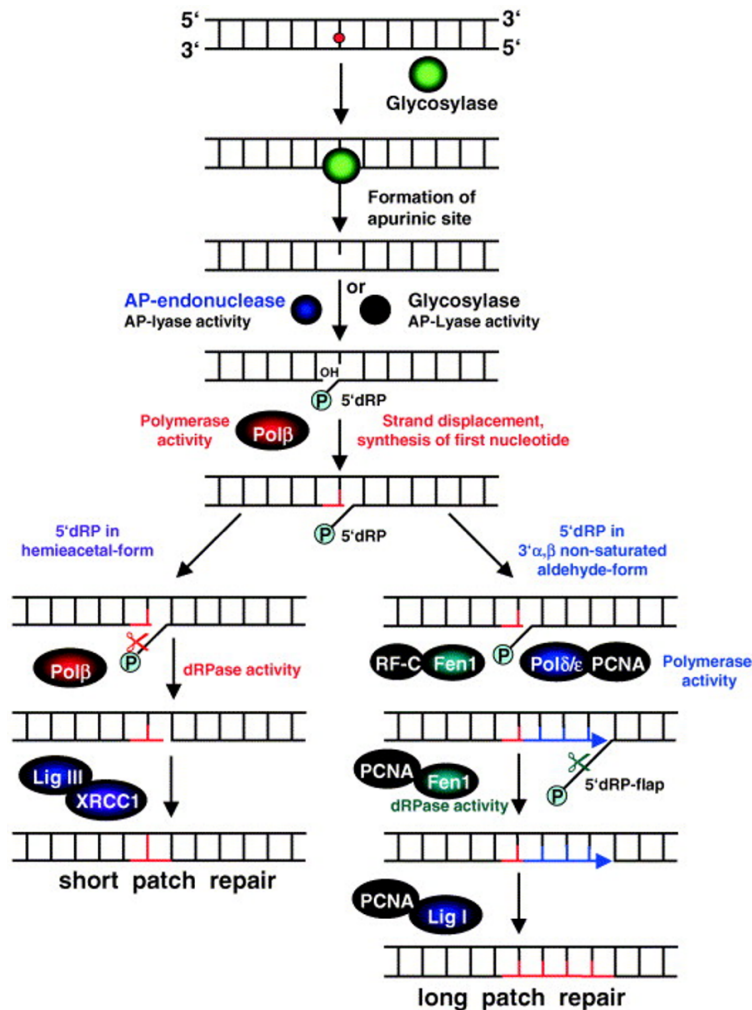 5‘ 3‘
3‘ 5‘
Glycosylase
Formation of
apurinic site
or
AP-endonuclease Glycosylase
AP-lyase activity AP-Lyase activity
OH
P 5‘dRP
Polymerase
activity
Polβ
Strand displacement,
synthesis of first nucleotide
P 5‘dRP
5‘dRP in
hemieacetal-form
5‘dRP in
3‘α,β non-saturated
aldehyde-form
P
Polβ
dRPase activity
P
RF-C Fen1 Polδ/ε PCNA
Polymerase
activity
Lig III
XRCC1
PCNA
Fen1
dRPase activity
P
5‘dRP-flap
short patch repair
PCNA
Lig I
long patch repair